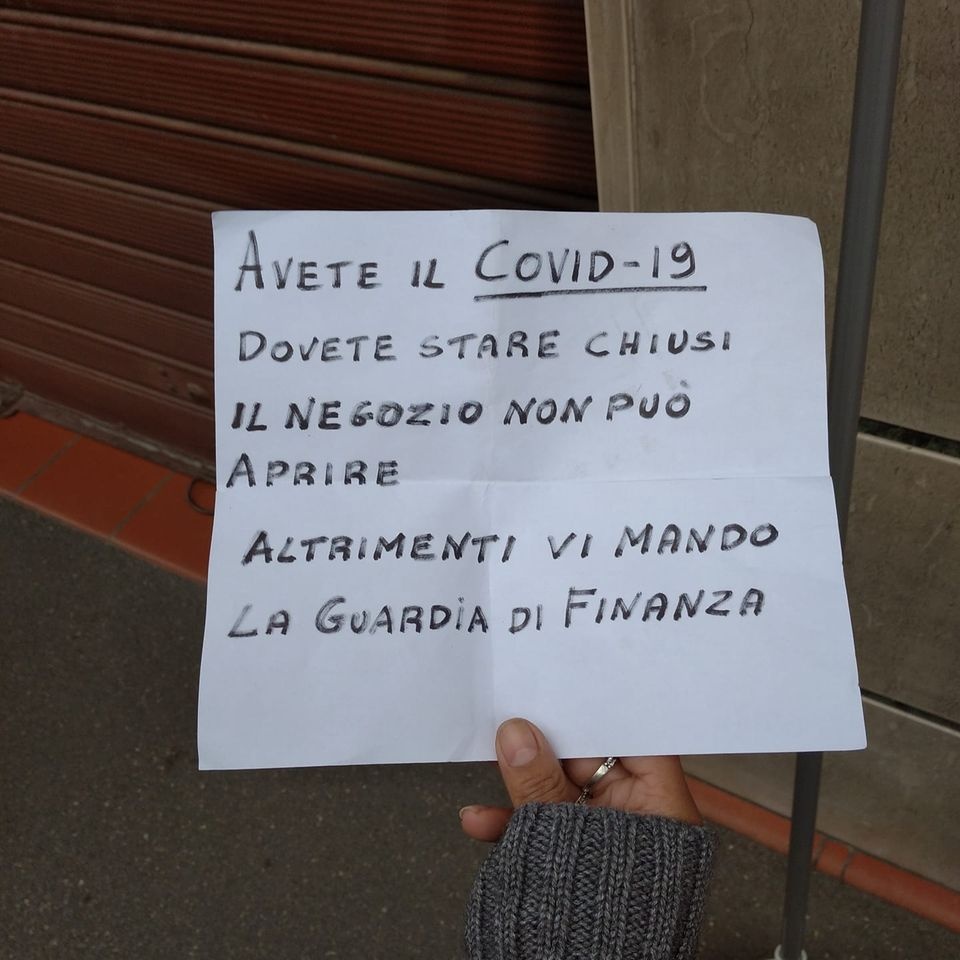 AVETE IL COVID-19
DOVETE STARE CHIUSI
IL NEGOZIO NON PUÒ
APRIRE
ALTRIMENTI VI MANDO
LA GUARDIA DI FINANZA